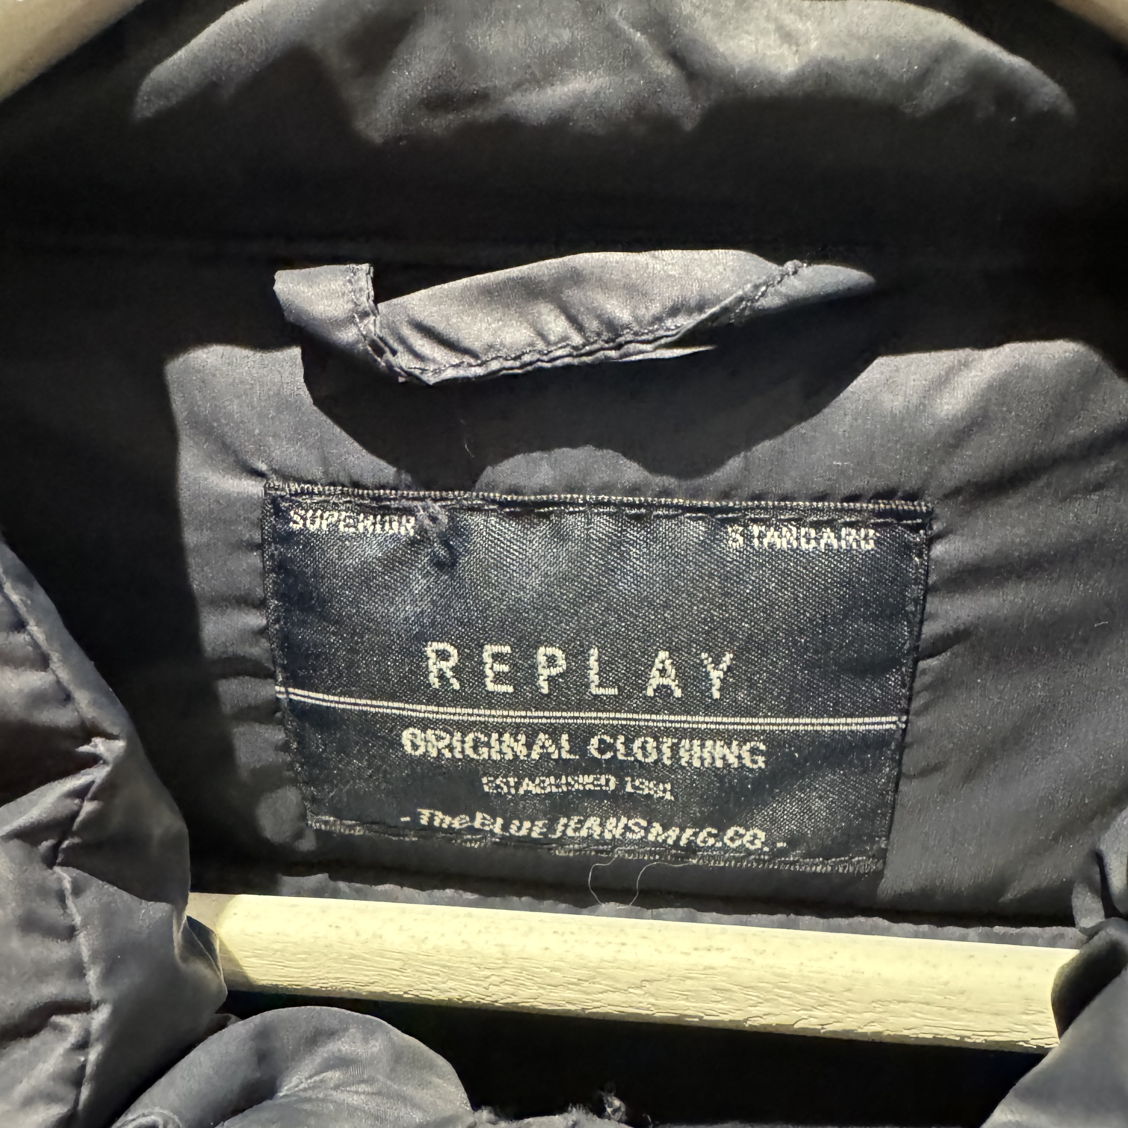 SUPERIOR STANDARD
REPLAY
ORIGINAL CLOTHING
ESTABLISHED 1981
- The BLUE JEANS MFG.CO. -